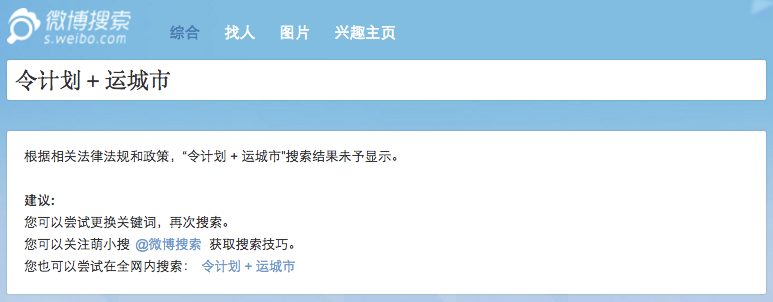 微博搜索
s.weibo.com
综合 找人 图片 兴趣主页
令计划 + 运城市
根据相关法律法规和政策，“令计划 + 运城市”搜索结果未予显示。
建议:
您可以尝试更换关键词，再次搜索。
您可以关注萌小搜 @微博搜索 获取搜索技巧。
您也可以尝试在全网内搜索： 令计划 + 运城市